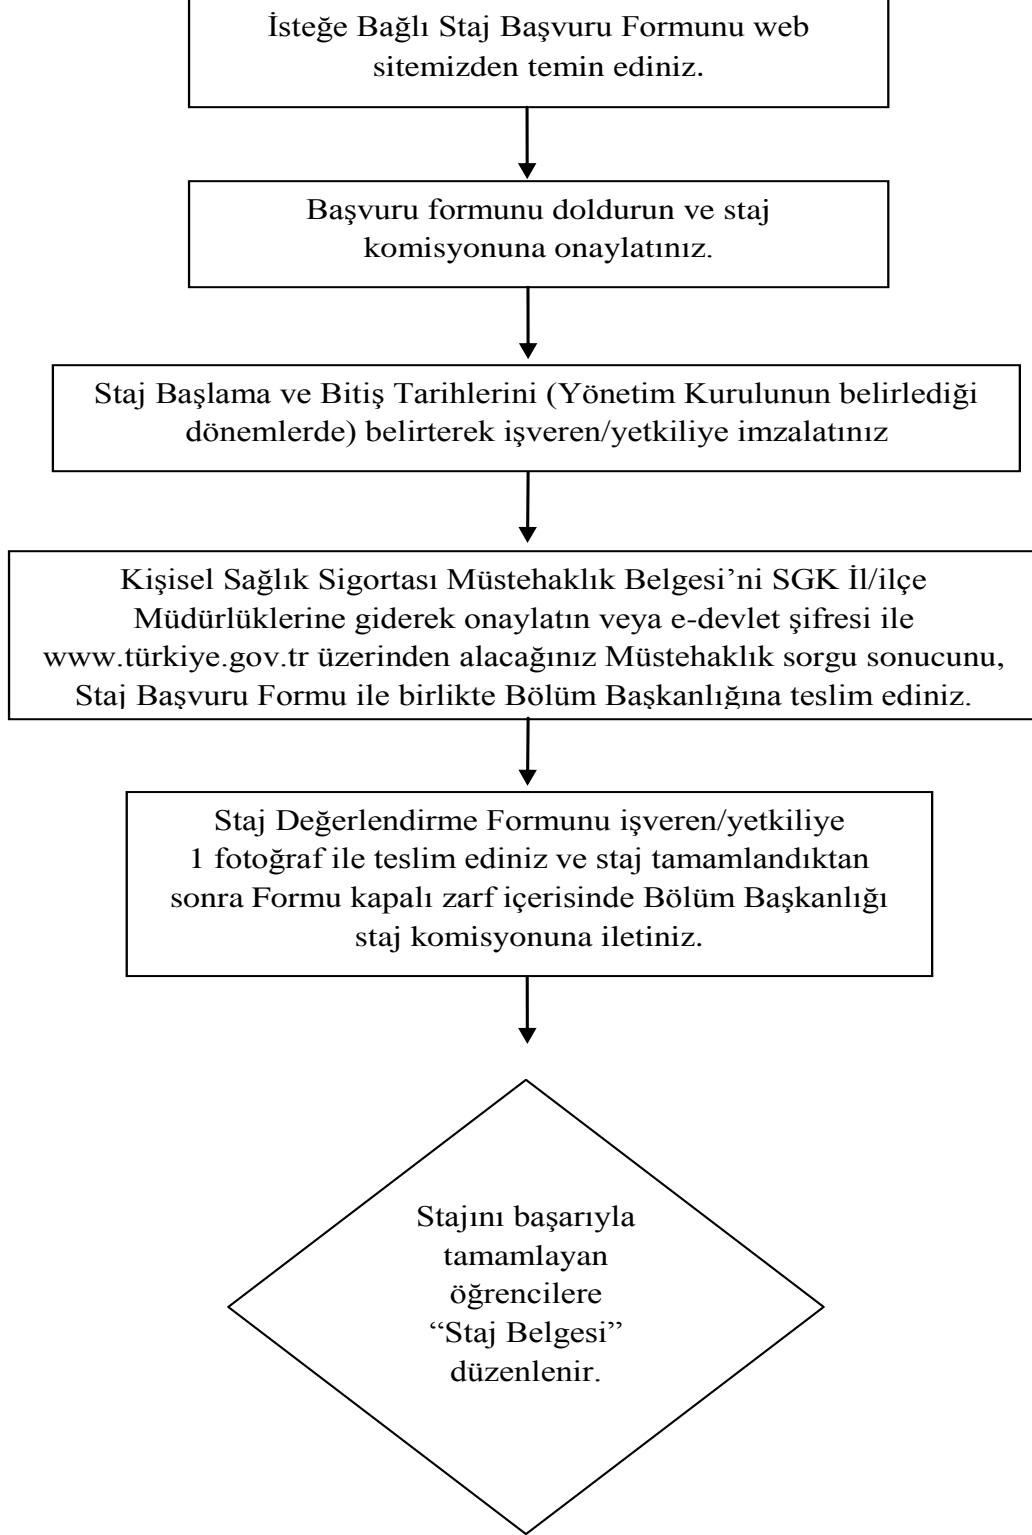 İsteğe Bağlı Staj Başvuru Formunu web
sitemizden temin ediniz.
Başvuru formunu doldurun ve staj
komisyonuna onaylatınız.
Staj Başlama ve Bitiş Tarihlerini (Yönetim Kurulunun belirlediği
dönemlerde) belirterek işveren/yetkiliye imzalatınız
Kişisel Sağlık Sigortası Müstehaklık Belgesi’ni SGK İl/ilçe
Müdürlüklerine giderek onaylatın veya e-devlet şifresi ile
www.türkiye.gov.tr üzerinden alacağınız Müstehaklık sorgu sonucunu,
Staj Başvuru Formu ile birlikte Bölüm Başkanlığına teslim ediniz.
Staj Değerlendirme Formunu işveren/yetkiliye
1 fotoğraf ile teslim ediniz ve staj tamamlandıktan
sonra Formu kapalı zarf içerisinde Bölüm Başkanlığı
staj komisyonuna iletiniz.
Stajını başarıyla
tamamlayan
öğrencilere
“Staj Belgesi”
düzenlenir.